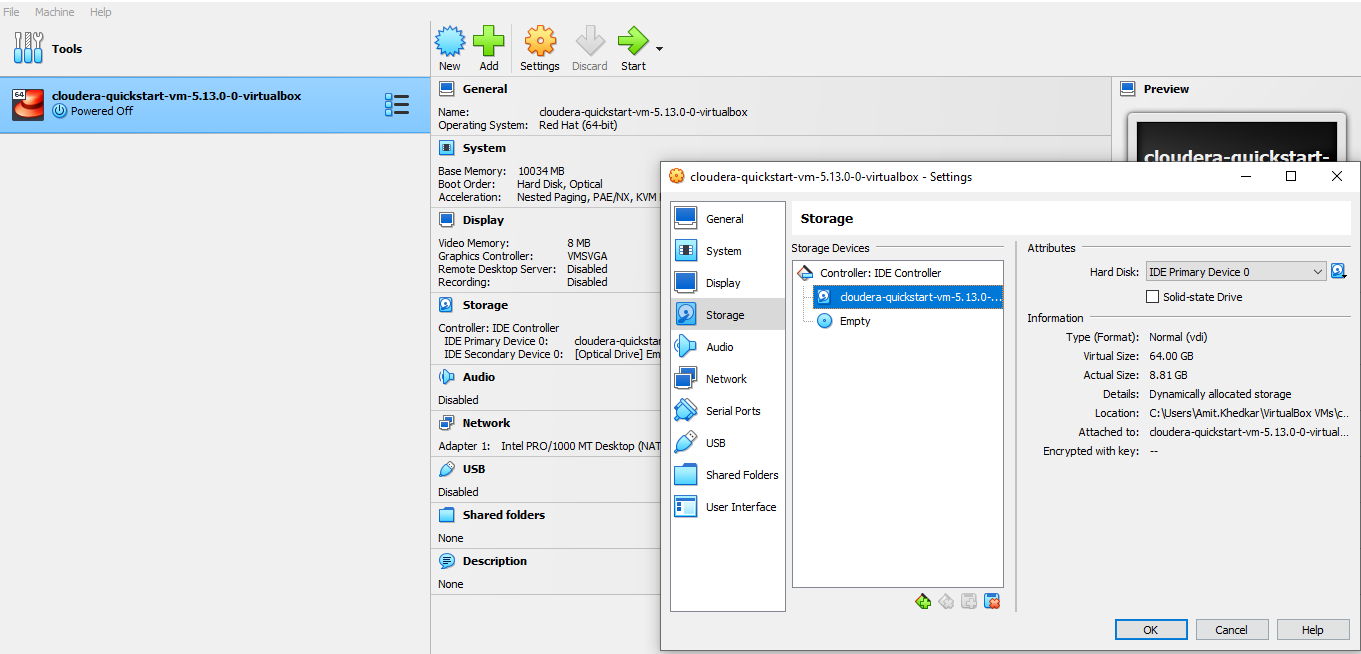 File Machine Help
Tools
New Add Settings Discard Start
64
cloudera-quickstart-vm-5.13.0-0-virtualbox
Powered Off
General
Name: cloudera-quickstart-vm-5.13.0-0-virtualbox
Operating System: Red Hat (64-bit)
System
Base Memory: 10034 MB
Boot Order: Hard Disk, Optical
Acceleration: Nested Paging, PAE/NX, KVM
Display
Video Memory: 8 MB
Graphics Controller: VMSVGA
Remote Desktop Server: Disabled
Recording: Disabled
Storage
Controller: IDE Controller
IDE Primary Device 0: cloudera-quickstar
IDE Secondary Device 0: [Optical Drive] Em
Audio
Disabled
Network
Adapter 1: Intel PRO/1000 MT Desktop (NAT
USB
Disabled
Shared folders
None
Description
None
Preview
cloudera-quickstart-
cloudera-quickstart-vm-5.13.0-0-virtualbox - Settings
General
System
Display
Storage
Audio
Network
Serial Ports
USB
Shared Folders
User Interface
Storage
Storage Devices
Controller: IDE Controller
cloudera-quickstart-vm-5.13.0-...
Empty
Attributes
Hard Disk: IDE Primary Device 0
Solid-state Drive
Information
Type (Format): Normal (vdi)
Virtual Size: 64.00 GB
Actual Size: 8.81 GB
Details: Dynamically allocated storage
Location: C:\Users\Amit.Khedkar\VirtualBox VMs\c...
Attached to: cloudera-quickstart-vm-5.13.0-0-virtual...
Encrypted with key: --
OK Cancel Help